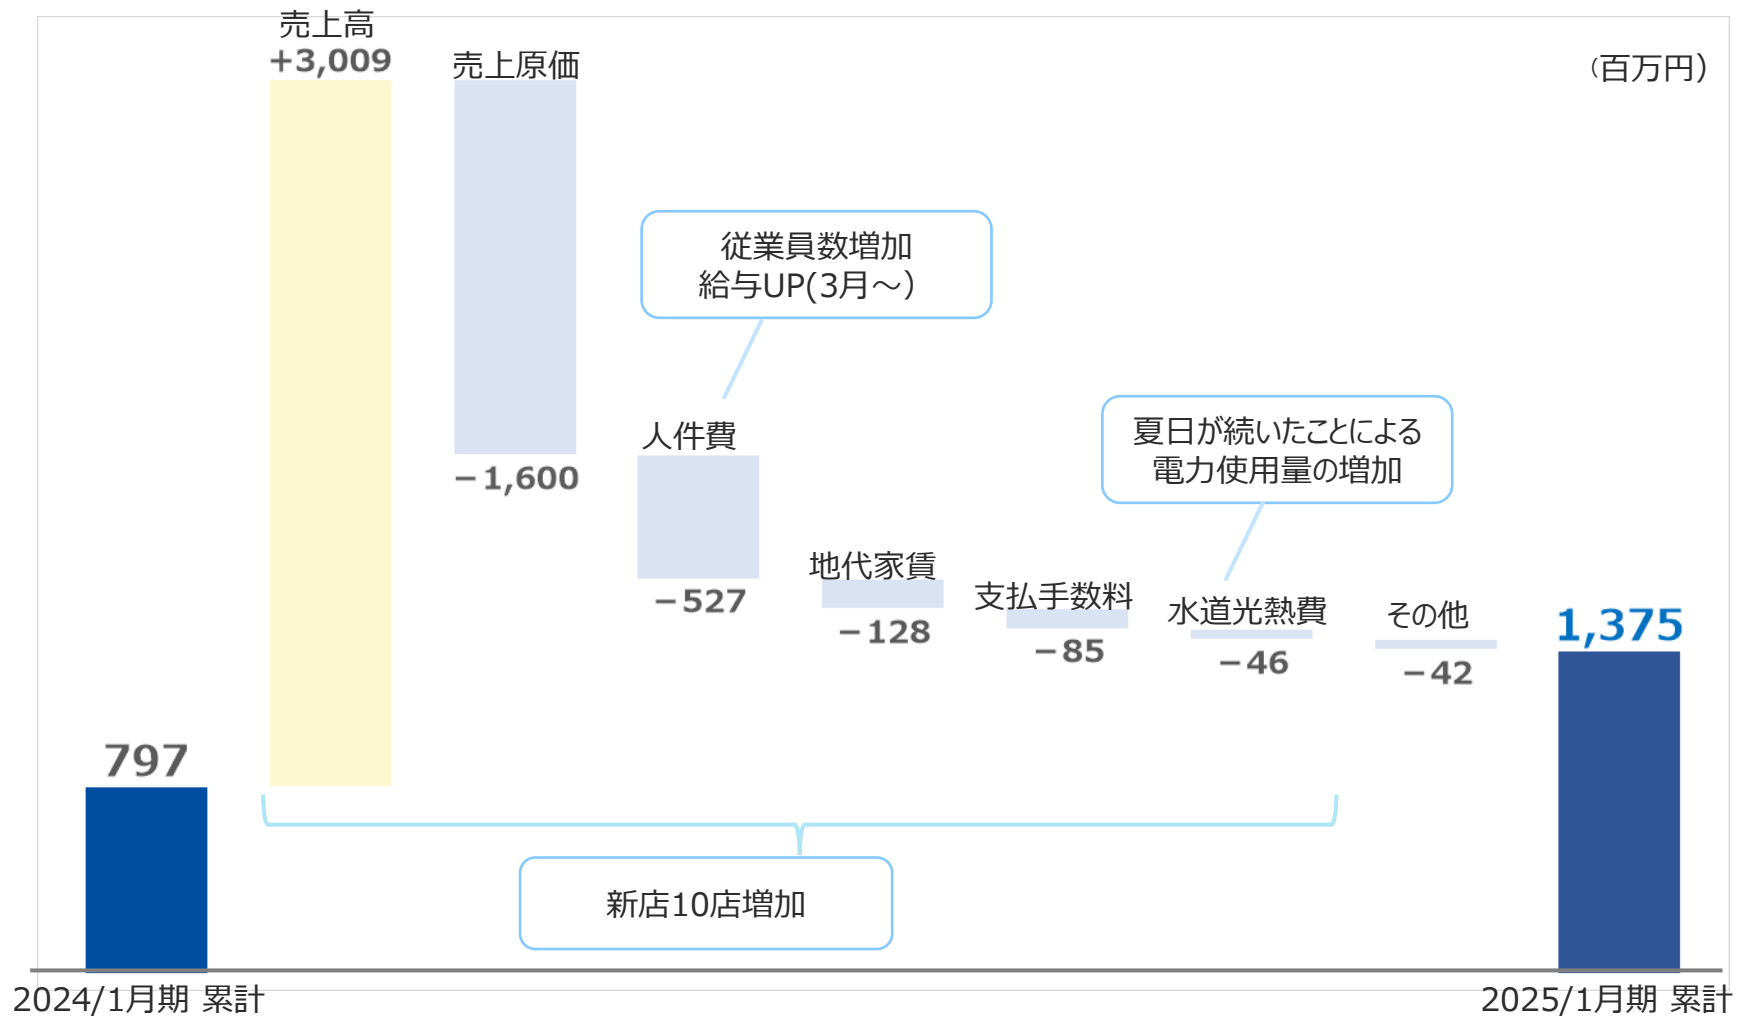 売上高
+3,009
売上原価
(百万円)
従業員数増加
給与UP(3月～)
人件費
夏日が続いたことによる
電力使用量の増加
－1,600
地代家賃
－527
支払手数料
水道光熱費
その他
1,375
－128
－85
－46
－42
797
新店10店増加
2024/1月期 累計
2025/1月期 累計